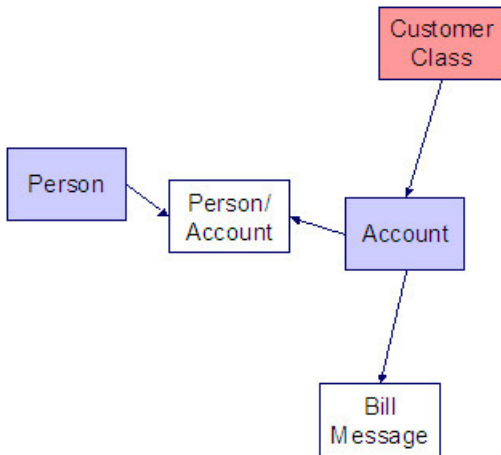 Customer
Class
Person
Person/
Account
Account
Bill
Message